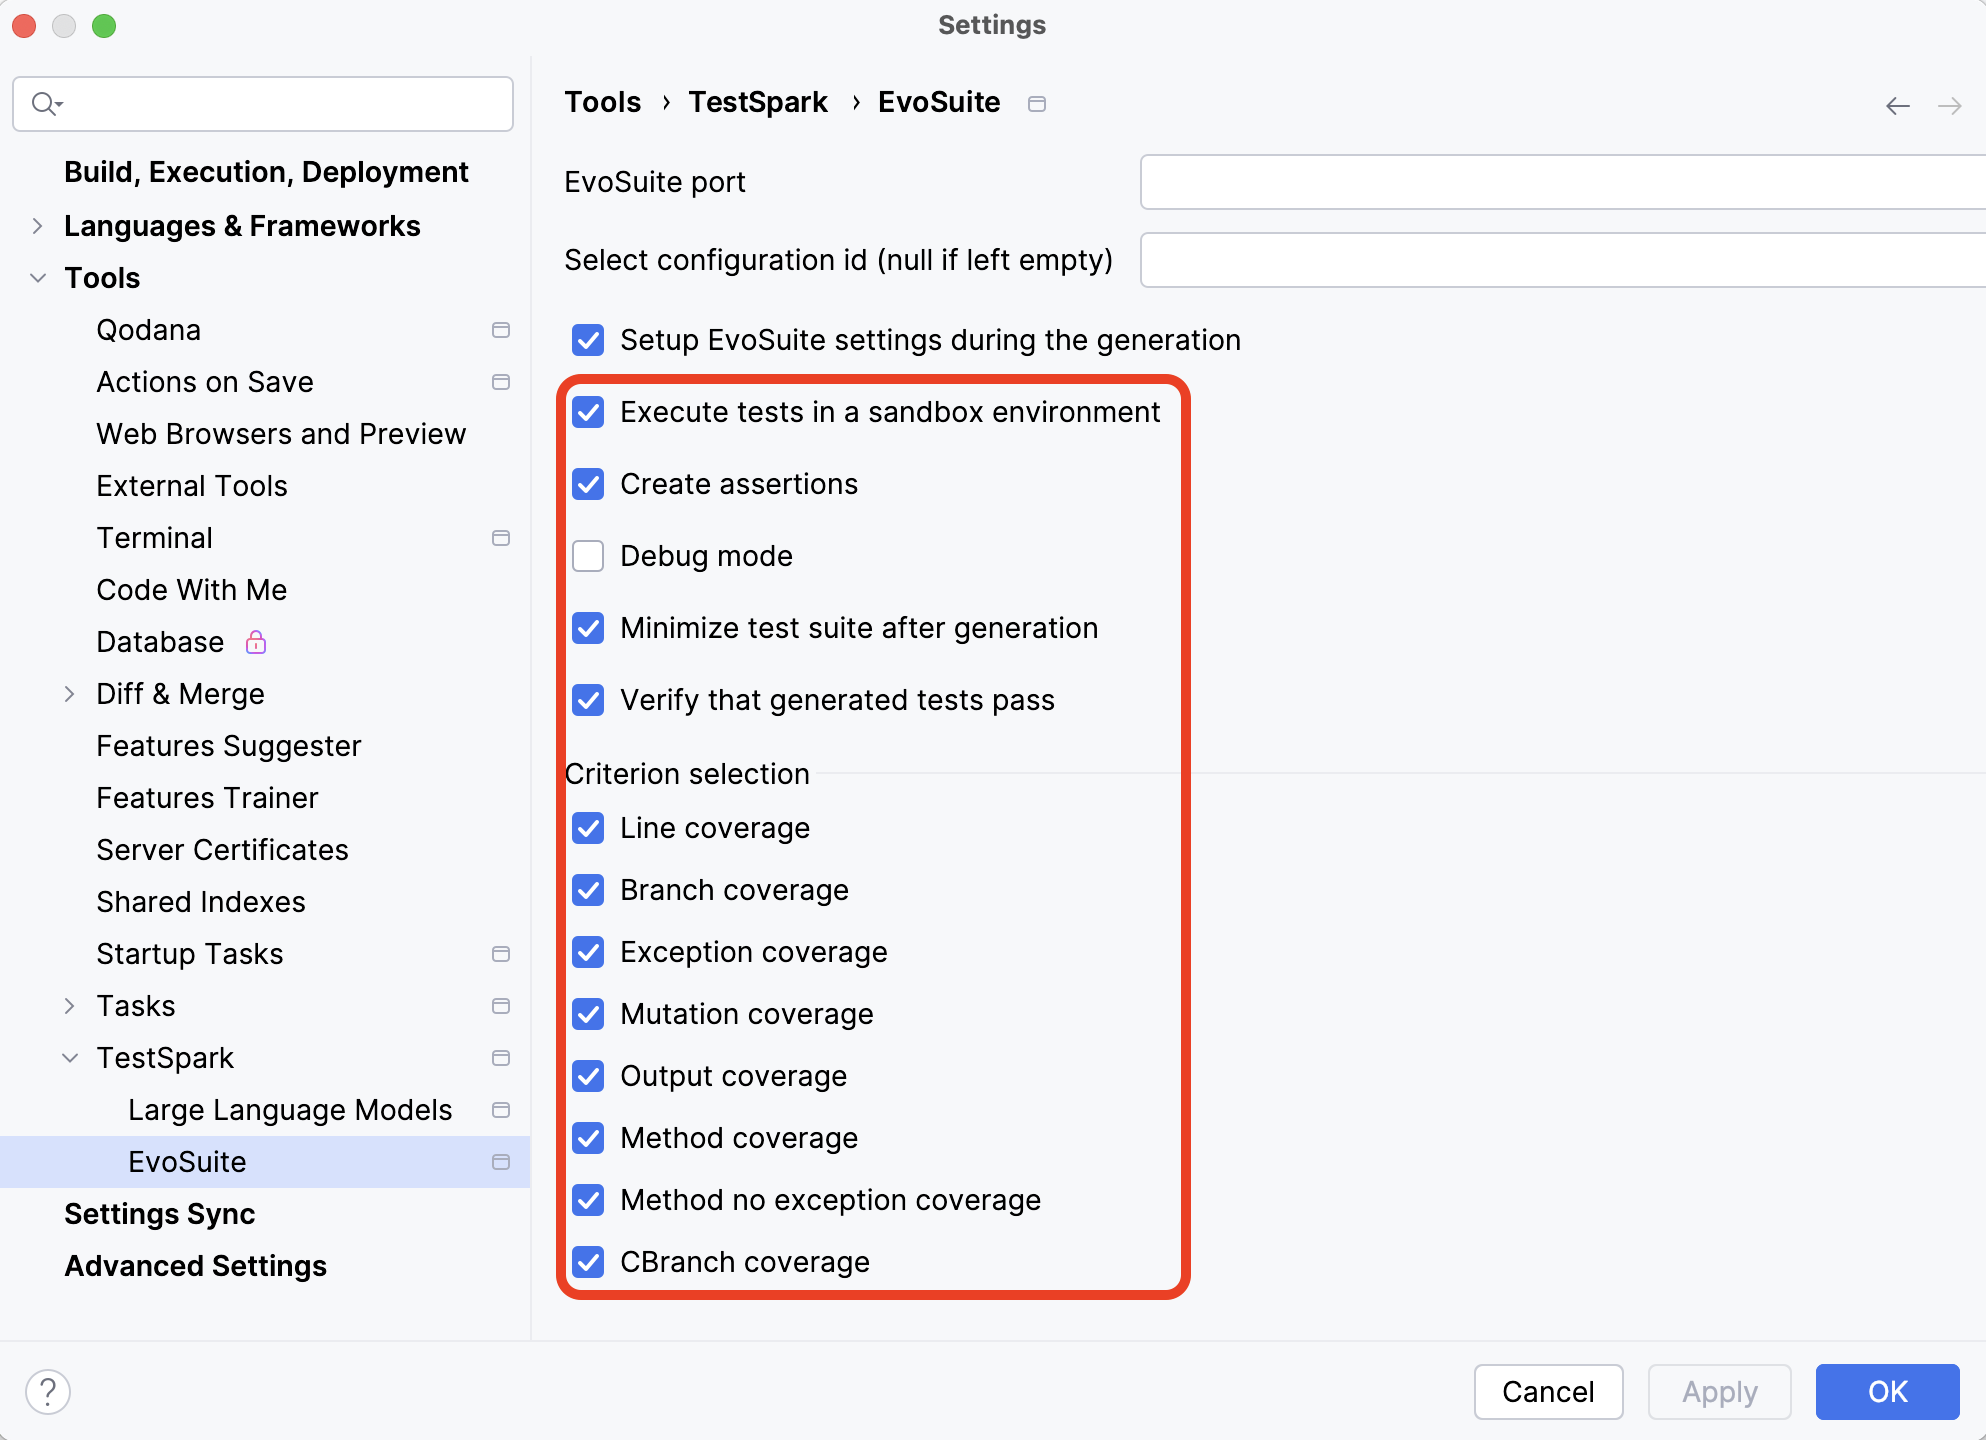 Settings
Build, Execution, Deployment
Languages & Frameworks
Tools
Qodana
Actions on Save
Web Browsers and Preview
External Tools
Terminal
Code With Me
Database
Diff & Merge
Features Suggester
Features Trainer
Server Certificates
Shared Indexes
Startup Tasks
Tasks
TestSpark
Large Language Models
EvoSuite
Settings Sync
Advanced Settings
Tools › TestSpark › EvoSuite
EvoSuite port
Select configuration id (null if left empty)
Setup EvoSuite settings during the generation
Execute tests in a sandbox environment
Create assertions
Debug mode
Minimize test suite after generation
Verify that generated tests pass
Criterion selection
Line coverage
Branch coverage
Exception coverage
Mutation coverage
Output coverage
Method coverage
Method no exception coverage
CBranch coverage
?
Cancel
Apply
OK